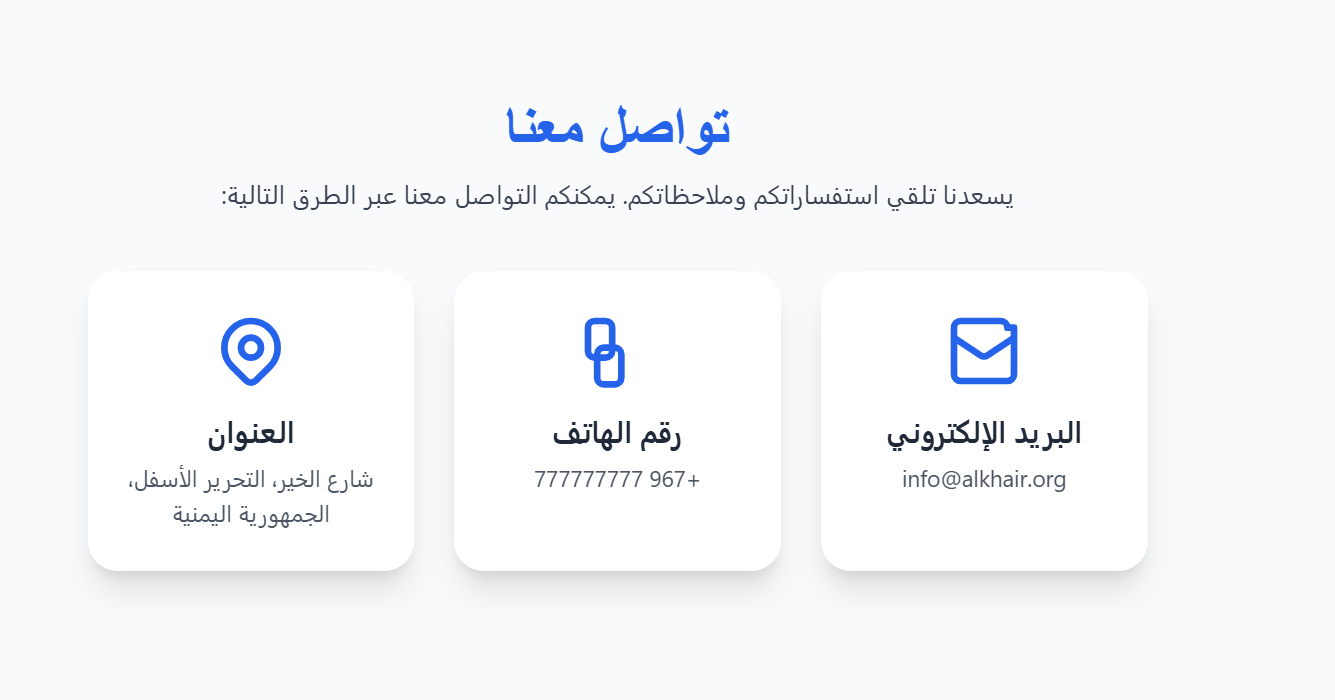 تواصل معنا
يسعدنا تلقي استفساراتكم وملاحظاتكم. يمكنكم التواصل معنا عبر الطرق التالية:
البريد الإلكتروني
info@alkhair.org
رقم الهاتف
777777777 967+
العنوان
شارع الخير، التحرير الأسفل،
الجمهورية اليمنية